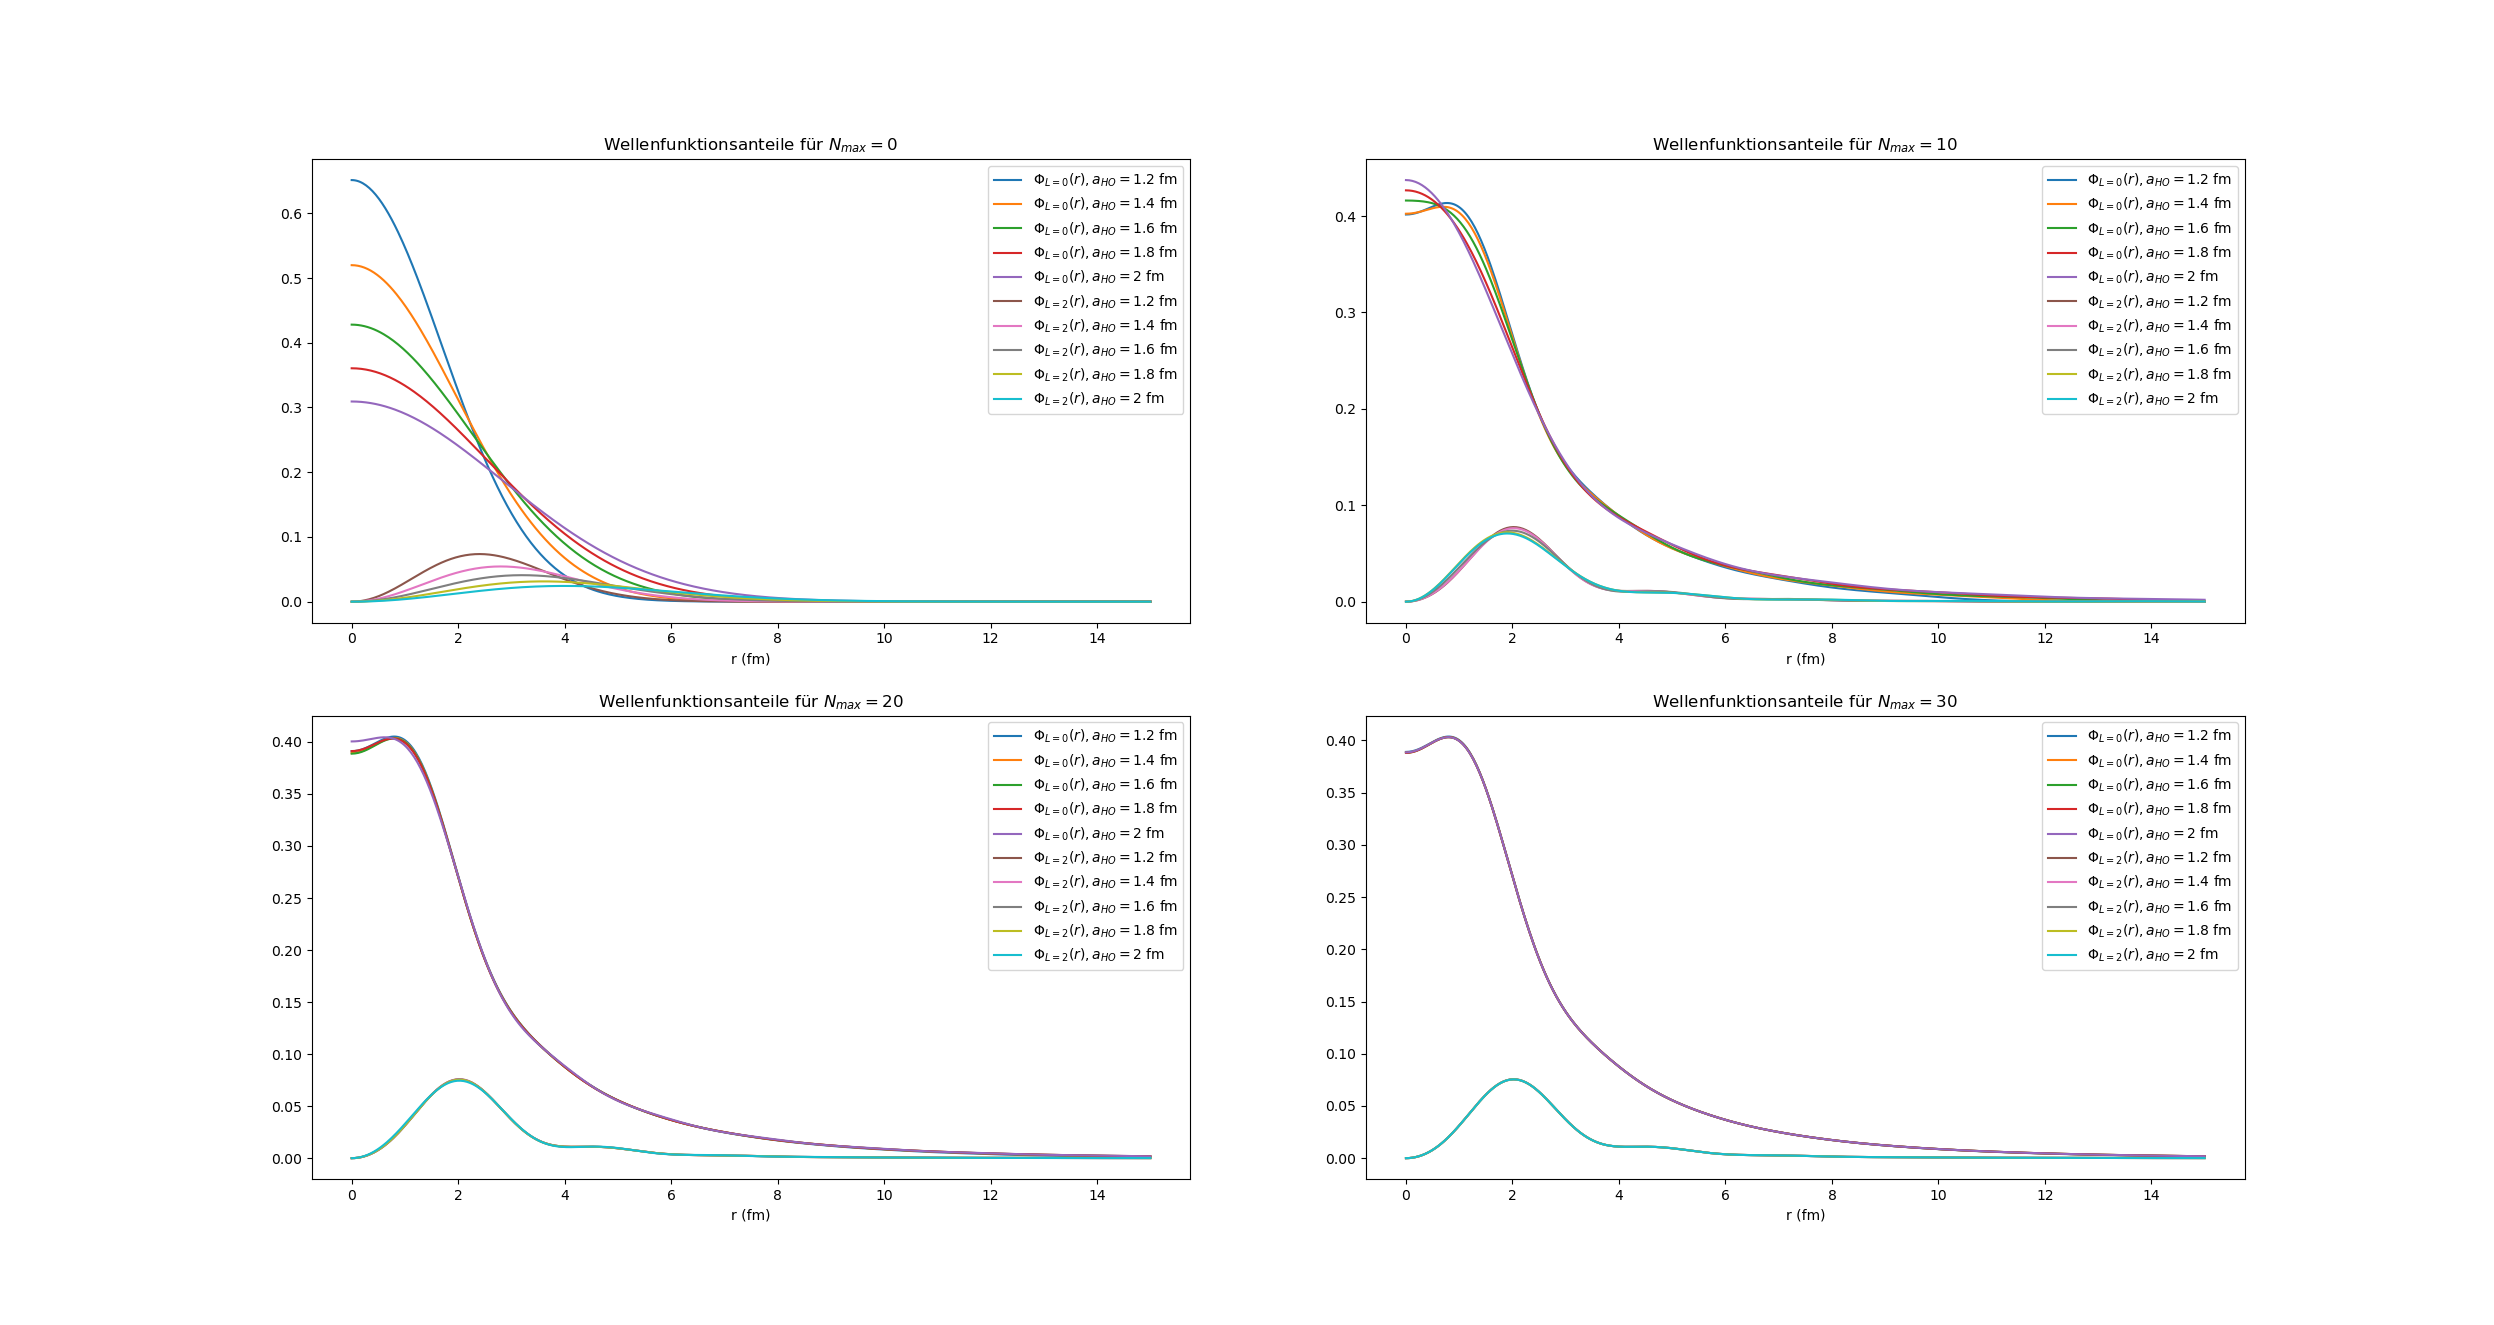 Wellenfunktionsanteile für N_max = 0
0.6
0.5
0.4
0.3
0.2
0.1
0.0
Φ_L=0(r), a_HO = 1.2 fm
Φ_L=0(r), a_HO = 1.4 fm
Φ_L=0(r), a_HO = 1.6 fm
Φ_L=0(r), a_HO = 1.8 fm
Φ_L=0(r), a_HO = 2 fm
Φ_L=2(r), a_HO = 1.2 fm
Φ_L=2(r), a_HO = 1.4 fm
Φ_L=2(r), a_HO = 1.6 fm
Φ_L=2(r), a_HO = 1.8 fm
Φ_L=2(r), a_HO = 2 fm
0 2 4 6 8 10 12 14
r (fm)
Wellenfunktionsanteile für N_max = 10
0.4
0.3
0.2
0.1
0.0
Φ_L=0(r), a_HO = 1.2 fm
Φ_L=0(r), a_HO = 1.4 fm
Φ_L=0(r), a_HO = 1.6 fm
Φ_L=0(r), a_HO = 1.8 fm
Φ_L=0(r), a_HO = 2 fm
Φ_L=2(r), a_HO = 1.2 fm
Φ_L=2(r), a_HO = 1.4 fm
Φ_L=2(r), a_HO = 1.6 fm
Φ_L=2(r), a_HO = 1.8 fm
Φ_L=2(r), a_HO = 2 fm
0 2 4 6 8 10 12 14
r (fm)
Wellenfunktionsanteile für N_max = 20
0.40
0.35
0.30
0.25
0.20
0.15
0.10
0.05
0.00
Φ_L=0(r), a_HO = 1.2 fm
Φ_L=0(r), a_HO = 1.4 fm
Φ_L=0(r), a_HO = 1.6 fm
Φ_L=0(r), a_HO = 1.8 fm
Φ_L=0(r), a_HO = 2 fm
Φ_L=2(r), a_HO = 1.2 fm
Φ_L=2(r), a_HO = 1.4 fm
Φ_L=2(r), a_HO = 1.6 fm
Φ_L=2(r), a_HO = 1.8 fm
Φ_L=2(r), a_HO = 2 fm
0 2 4 6 8 10 12 14
r (fm)
Wellenfunktionsanteile für N_max = 30
0.40
0.35
0.30
0.25
0.20
0.15
0.10
0.05
0.00
Φ_L=0(r), a_HO = 1.2 fm
Φ_L=0(r), a_HO = 1.4 fm
Φ_L=0(r), a_HO = 1.6 fm
Φ_L=0(r), a_HO = 1.8 fm
Φ_L=0(r), a_HO = 2 fm
Φ_L=2(r), a_HO = 1.2 fm
Φ_L=2(r), a_HO = 1.4 fm
Φ_L=2(r), a_HO = 1.6 fm
Φ_L=2(r), a_HO = 1.8 fm
Φ_L=2(r), a_HO = 2 fm
0 2 4 6 8 10 12 14
r (fm)